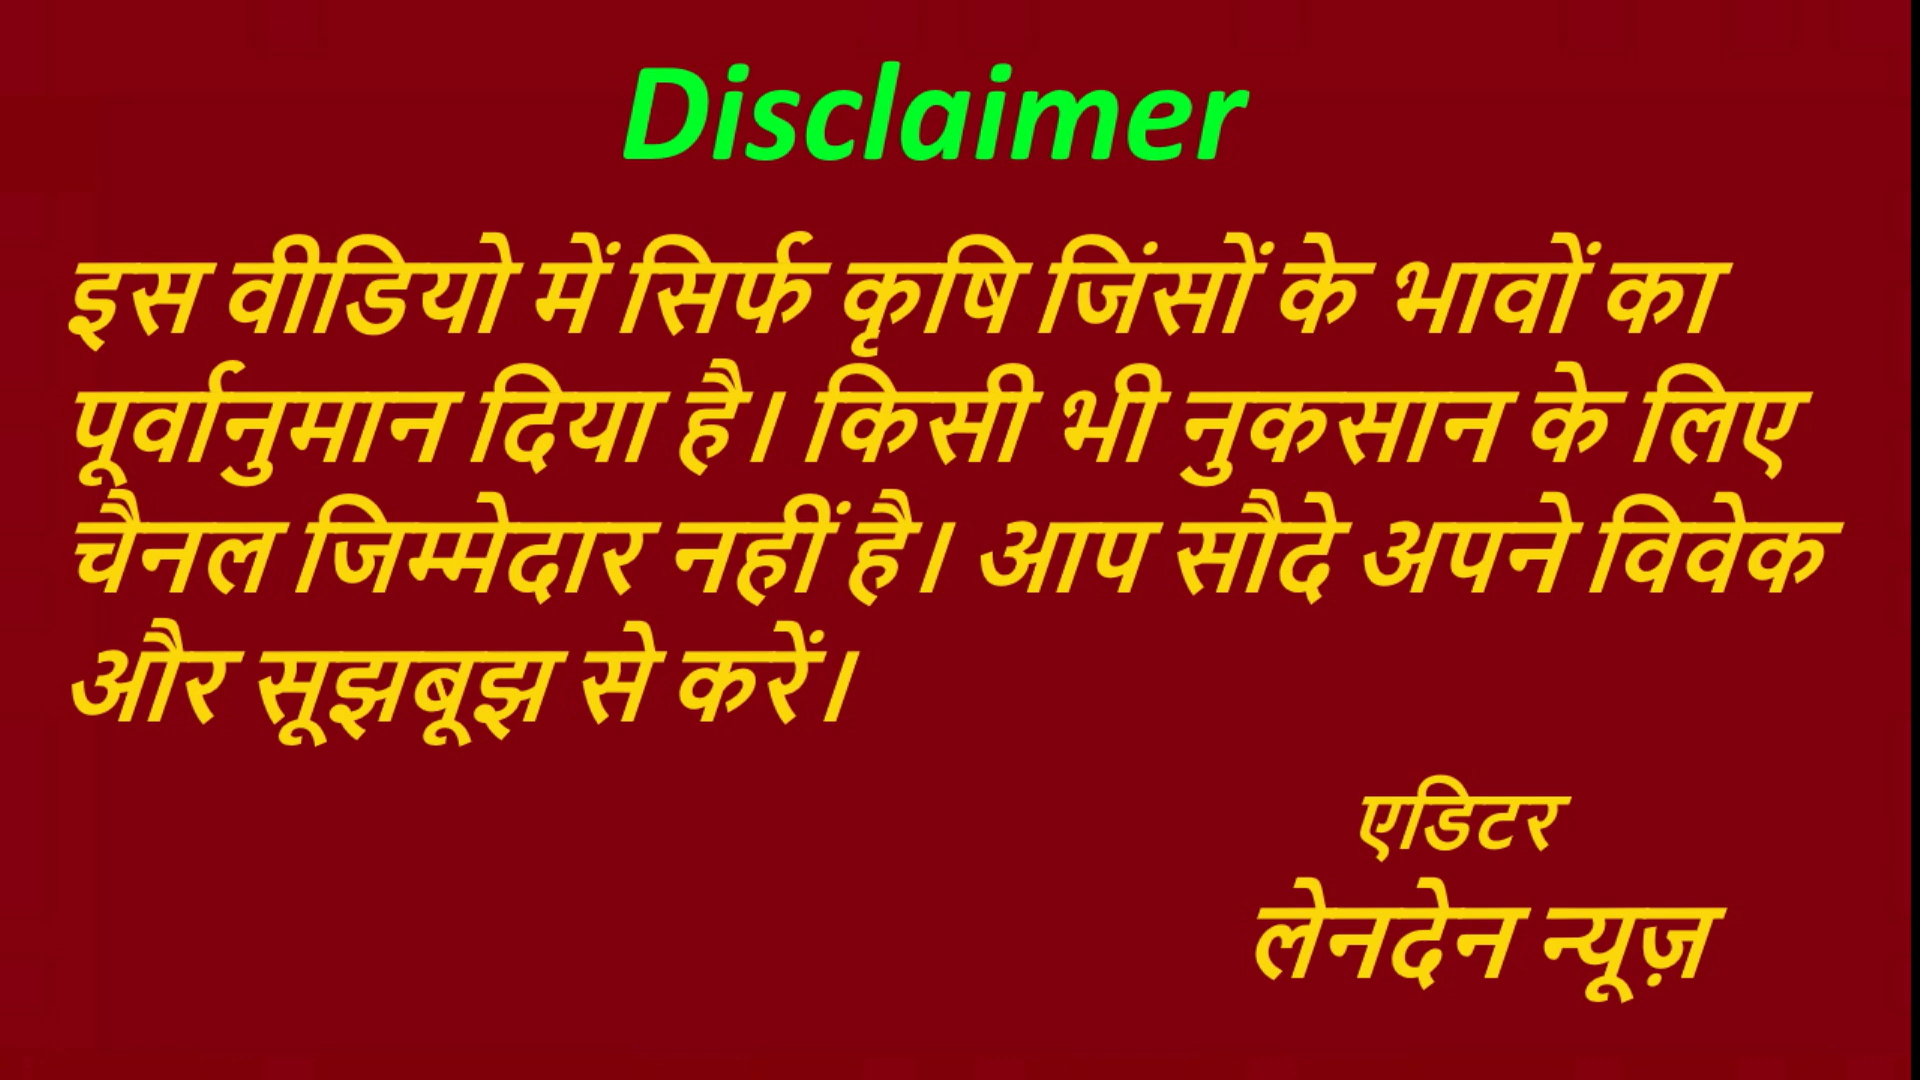 Disclaimer
इस वीडियो में सिर्फ कृषि जिंसों के भावों का
पूर्वानुमान दिया है। किसी भी नुकसान के लिए
चैनल जिम्मेदार नहीं है। आप सौदे अपने विवेक
और सूझबूझ से करें।
एडिटर
लेनदेन न्यूज़